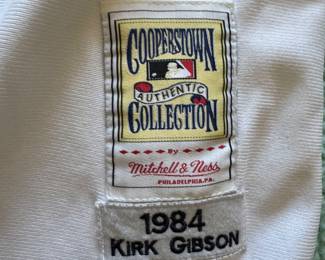 COOPERSTOWN
AUTHENTIC
COLLECTION
By
Mitchell & Ness
PHILADELPHIA, PA.
1984
KIRK GIBSON